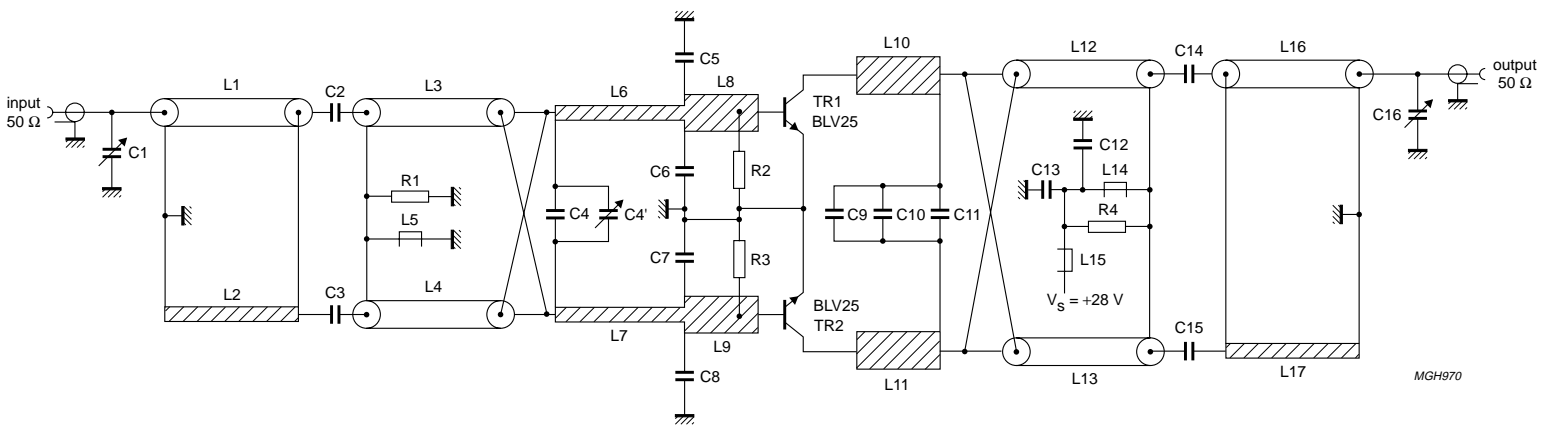 input
50 Ω
C1
L1
L2
C2
C3
L3
R1
L5
L4
L6
C4
C4'
L7
C5
C6
C7
C8
L8
R2
R3
L9
TR1
BLV25
BLV25
TR2
L10
C9
C10
C11
L11
L12
C12
C13
L14
R4
L15
VS = +28 V
L13
C14
C15
L16
L17
C16
output
50 Ω
MGH970